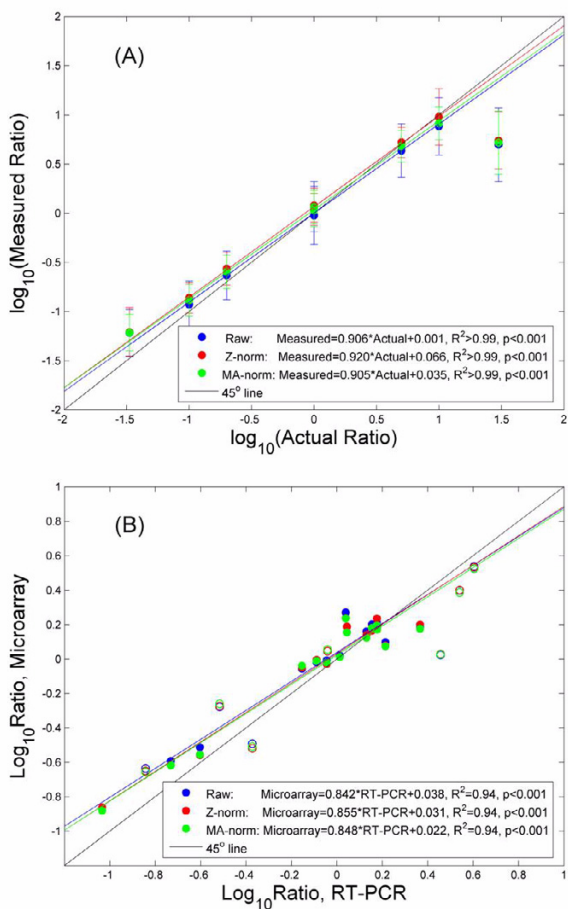 (A)
log10(Measured Ratio)
2
1.5
1
0.5
0
-0.5
-1
-1.5
-2
Raw: Measured=0.906*Actual+0.001, R²>0.99, p<0.001
Z-norm: Measured=0.920*Actual+0.066, R²>0.99, p<0.001
MA-norm: Measured=0.905*Actual+0.035, R²>0.99, p<0.001
45° line
-2 -1.5 -1 -0.5 0 0.5 1 1.5 2
log10(Actual Ratio)
(B)
Log10Ratio, Microarray
1
0.8
0.6
0.4
0.2
0
-0.2
-0.4
-0.6
-0.8
-1
Raw: Microarray=0.842*RT-PCR+0.038, R²=0.94, p<0.001
Z-norm: Microarray=0.855*RT-PCR+0.031, R²=0.94, p<0.001
MA-norm: Microarray=0.848*RT-PCR+0.022, R²=0.94, p<0.001
45° line
-1 -0.8 -0.6 -0.4 -0.2 0 0.2 0.4 0.6 0.8 1
Log10Ratio, RT-PCR